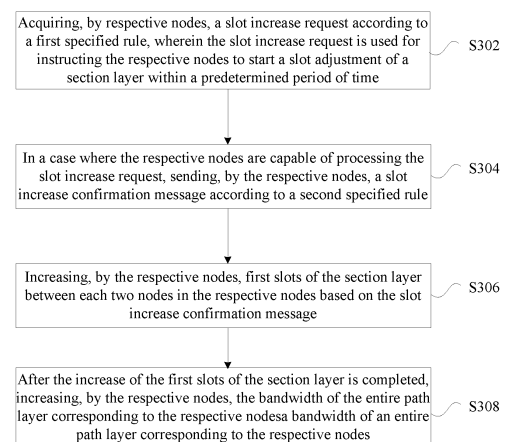 Acquiring, by respective nodes, a slot increase request according to
a first specified rule, wherein the slot increase request is used for
instructing the respective nodes to start a slot adjustment of a
section layer within a predetermined period of time
S302
In a case where the respective nodes are capable of processing the
slot increase request, sending, by the respective nodes, a slot
increase confirmation message according to a second specified rule
S304
Increasing, by the respective nodes, first slots of the section layer
between each two nodes in the respective nodes based on the slot
increase confirmation message
S306
After the increase of the first slots of the section layer is completed,
increasing, by the respective nodes, the bandwidth of the entire path
layer corresponding to the respective nodesa bandwidth of an entire
path layer corresponding to the respective nodes
S308